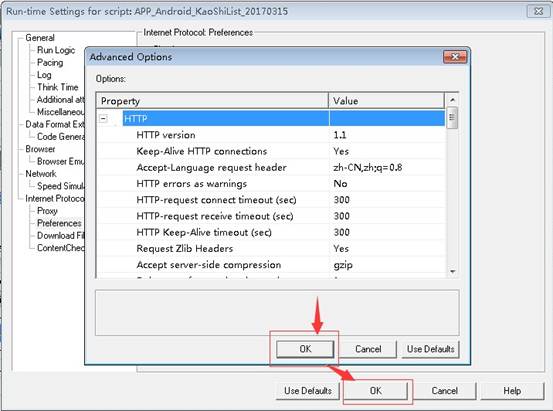 Run-time Settings for script: APP_Android_KaoShiList_20170315
General
Run Logic
Pacing
Log
Think Time
Additional att
Miscellaneou
Data Format Ext
Code Genera
Browser
Browser Emu
Network
Speed Simula
Internet Protoco
Proxy
Preferences
Download Fil
ContentChec
Internet Protocol: Preferences
Advanced Options
Options:
Property Value
HTTP
HTTP version 1.1
Keep-Alive HTTP connections Yes
Accept-Language request header zh-CN,zh;q=0.8
HTTP errors as warnings No
HTTP-request connect timeout (sec) 300
HTTP-request receive timeout (sec) 300
HTTP Keep-Alive timeout (sec) 300
Request Zlib Headers Yes
Accept server-side compression gzip
OK Cancel Use Defaults
Use Defaults OK Cancel Help